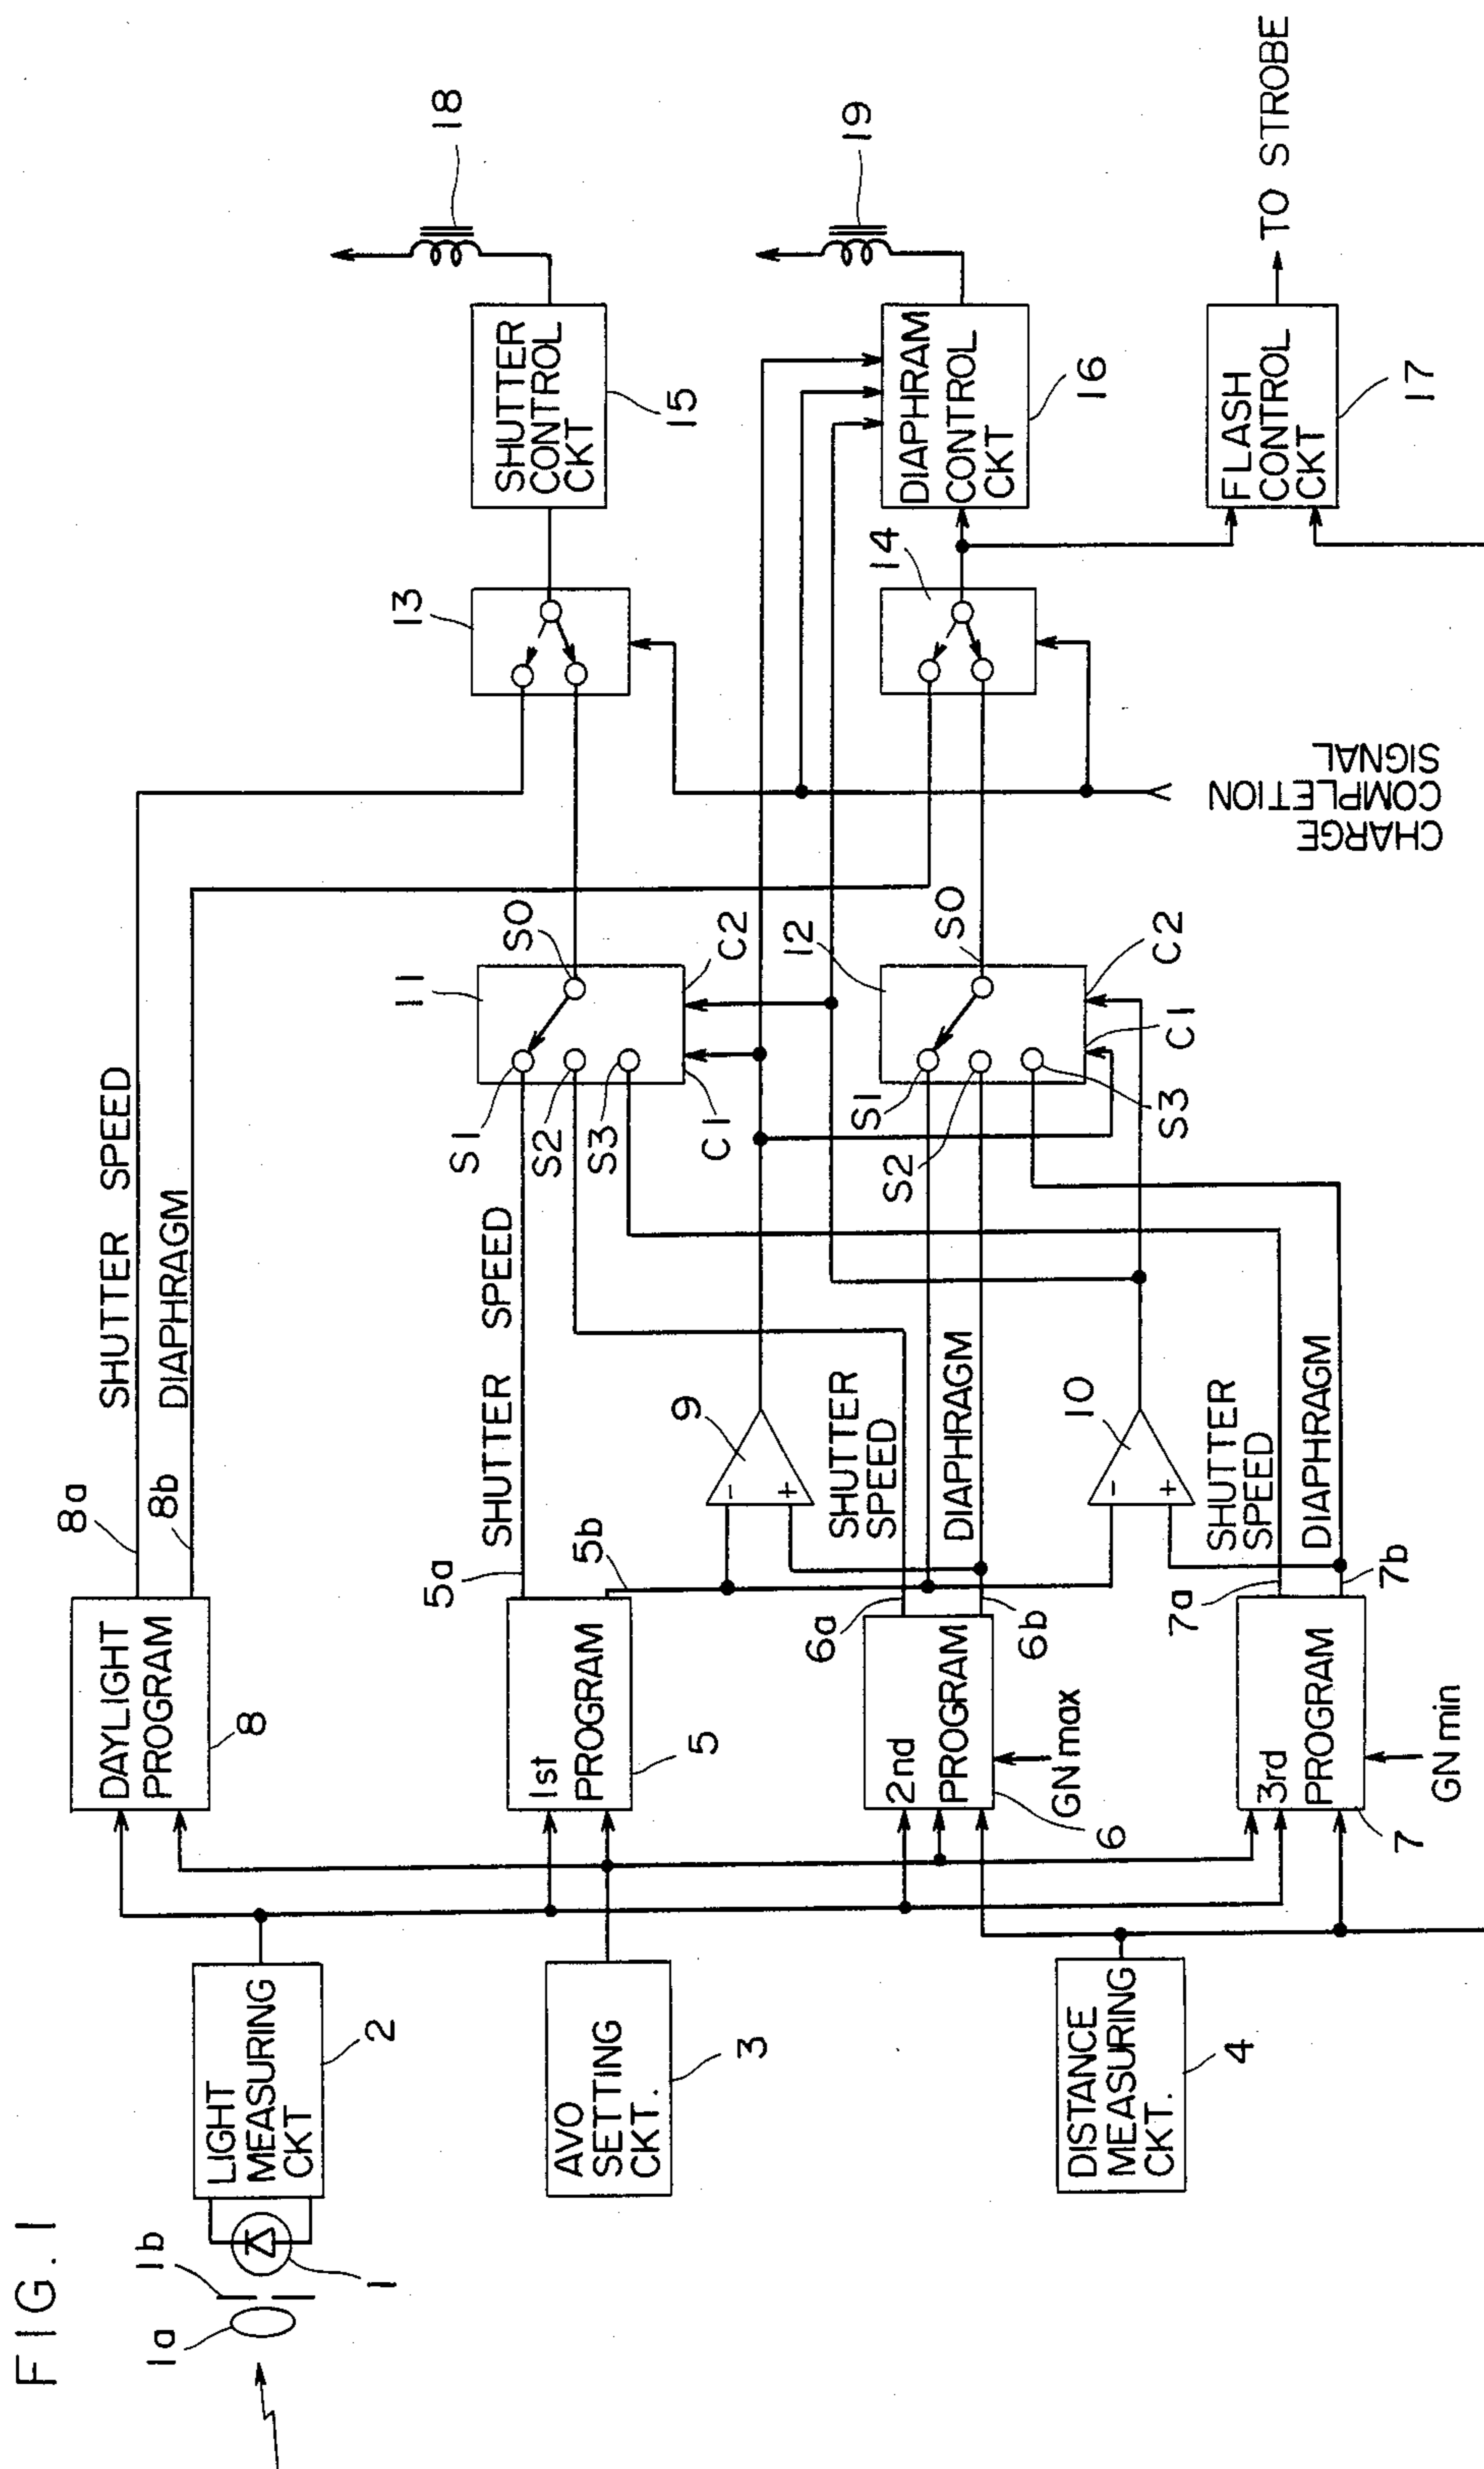 FIG. 1
1a
1b
1
LIGHT
MEASURING
CKT
2
AVO
SETTING
CKT.
3
DISTANCE
MEASURING
CKT.
4
DAYLIGHT
PROGRAM
8
8a
8b
SHUTTER SPEED
DIAPHRAGM
1st
PROGRAM
5
5a
5b
SHUTTER SPEED
2nd
PROGRAM
6
GN max
6a
6b
SHUTTER
SPEED
DIAPHRAGM
3rd
PROGRAM
7
GN min
7a
7b
SHUTTER
SPEED
DIAPHRAGM
9
-
+
10
-
+
11
S1
S2
S3
S0
C1
C2
12
S1
S2
S3
S0
C1
C2
CHARGE
COMPLETION
SIGNAL
13
14
SHUTTER
CONTROL
CKT
15
DIAPHRAM
CONTROL
CKT
16
FLASH
CONTROL
CKT
17
18
19
TO STROBE